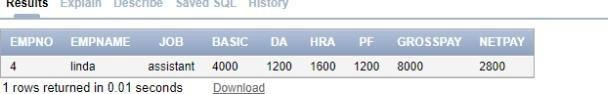 Results Explain Describe Saved SQL History
EMPNO EMPNAME JOB BASIC DA HRA PF GROSSPAY NETPAY
4 linda assistant 4000 1200 1600 1200 8000 2800
1 rows returned in 0.01 seconds Download